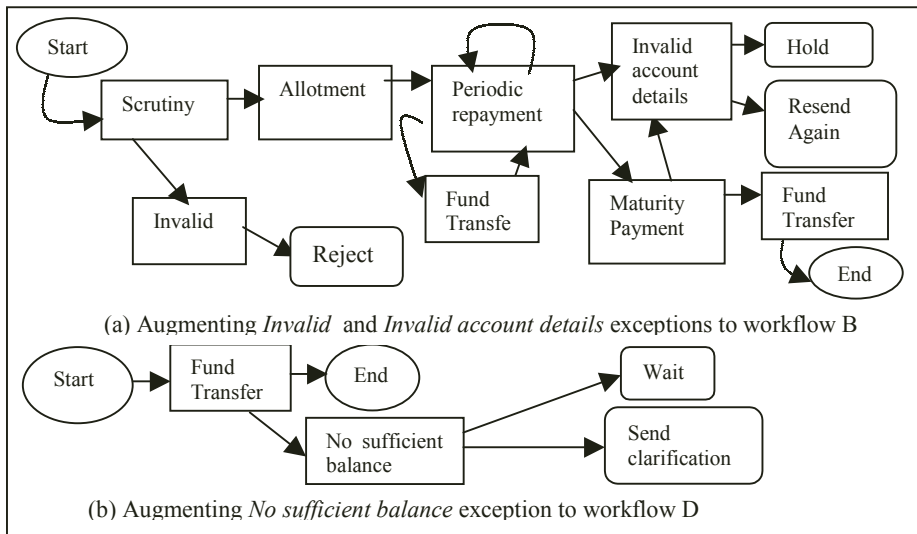 Start
Scrutiny
Allotment
Periodic
repayment
Invalid
account
details
Hold
Resend
Again
Invalid
Reject
Fund
Transfe
Maturity
Payment
Fund
Transfer
End
(a) Augmenting Invalid and Invalid account details exceptions to workflow B
Start
Fund
Transfer
End
Wait
No sufficient
balance
Send
clarification
(b) Augmenting No sufficient balance exception to workflow D